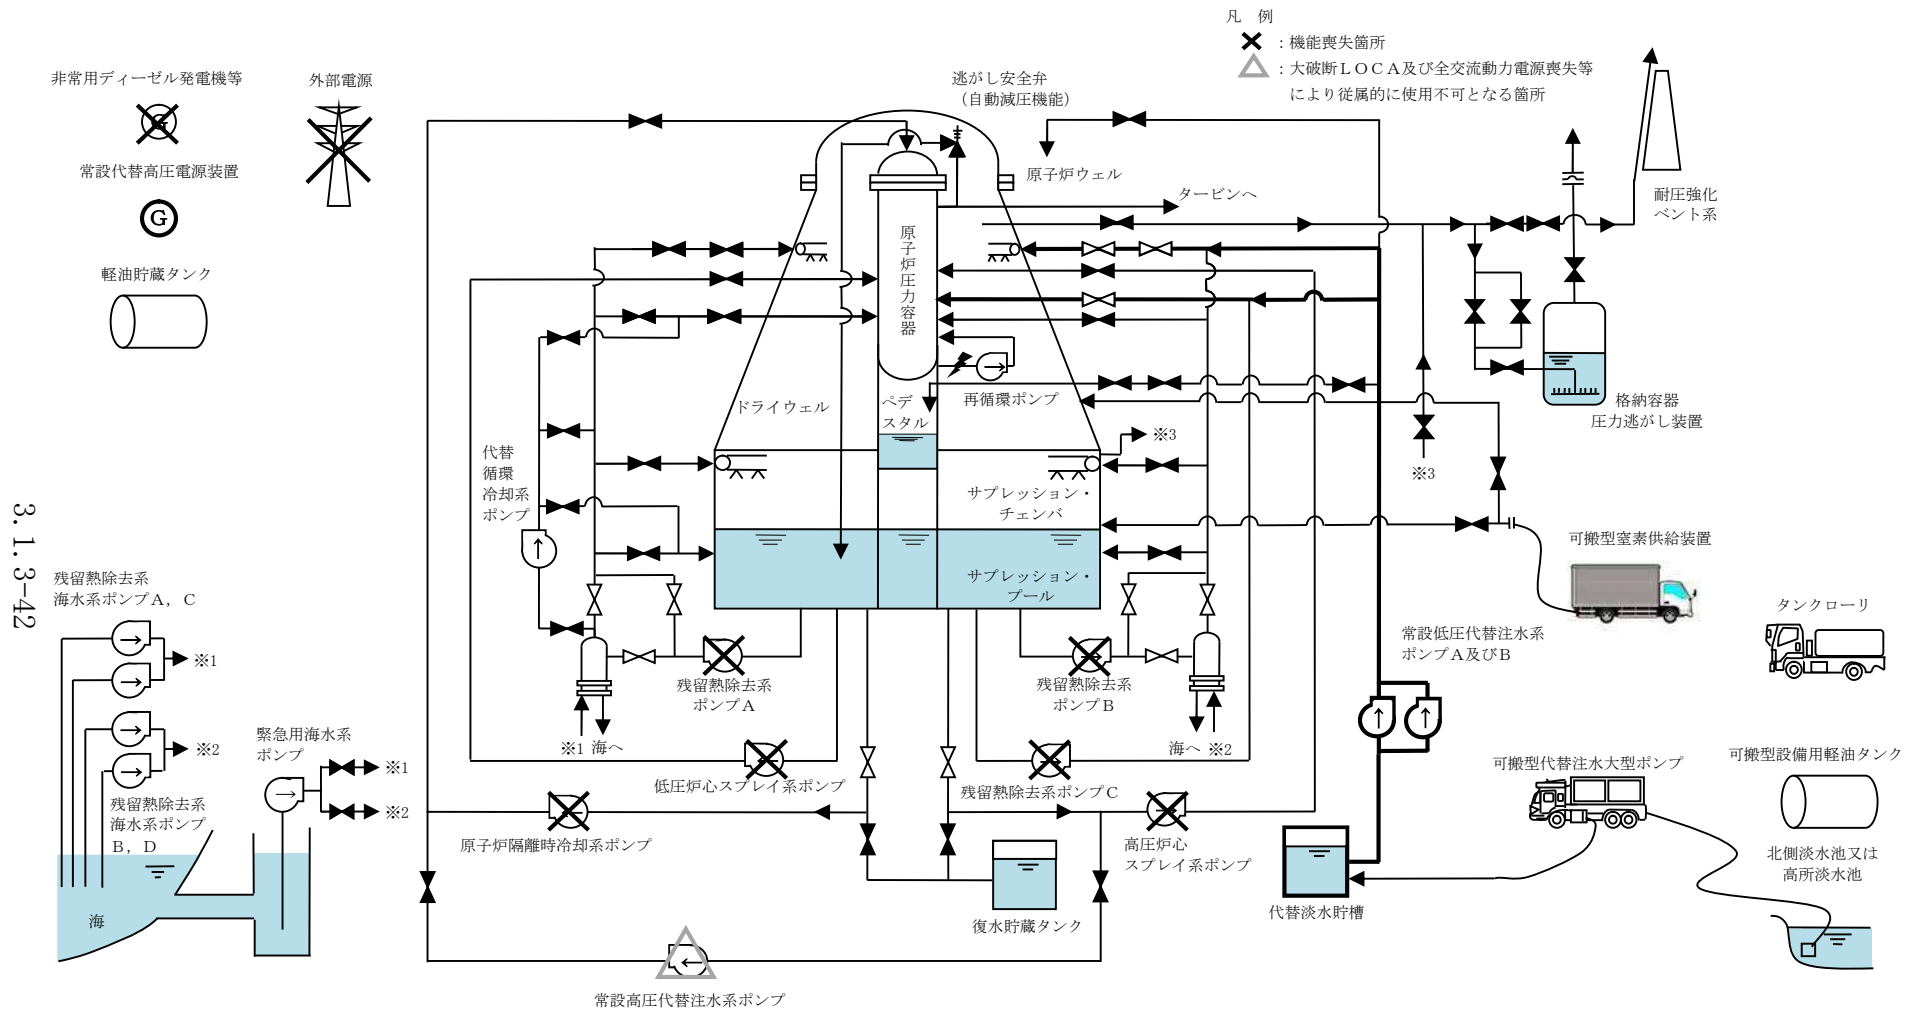 凡　例
：機能喪失箇所
：大破断ＬＯＣＡ及び全交流動力電源喪失等
により従属的に使用不可となる箇所
非常用ディーゼル発電機等
G
外部電源
常設代替高圧電源装置
G
軽油貯蔵タンク
逃がし安全弁
（自動減圧機能）
原子炉ウェル
タービンへ
耐圧強化
ベント系
原子炉圧力容器
ドライウェル
ペデ
スタル
再循環ポンプ
※3
※3
格納容器
圧力逃がし装置
代替
循環
冷却系
ポンプ
サプレッション・
チェンバ
サプレッション・
プール
可搬型窒素供給装置
タンクローリ
3.1.3-42
残留熱除去系
海水系ポンプＡ，Ｃ
※1
※2
残留熱除去系
海水系ポンプ
Ｂ，Ｄ
海
緊急用海水系
ポンプ
※1
※2
残留熱除去系
ポンプＡ
※1 海へ
残留熱除去系
ポンプＢ
海へ ※2
低圧炉心スプレイ系ポンプ
残留熱除去系ポンプＣ
原子炉隔離時冷却系ポンプ
高圧炉心
スプレイ系ポンプ
復水貯蔵タンク
常設高圧代替注水系ポンプ
常設低圧代替注水系
ポンプＡ及びＢ
代替淡水貯槽
可搬型代替注水大型ポンプ
可搬型設備用軽油タンク
北側淡水池又は
高所淡水池